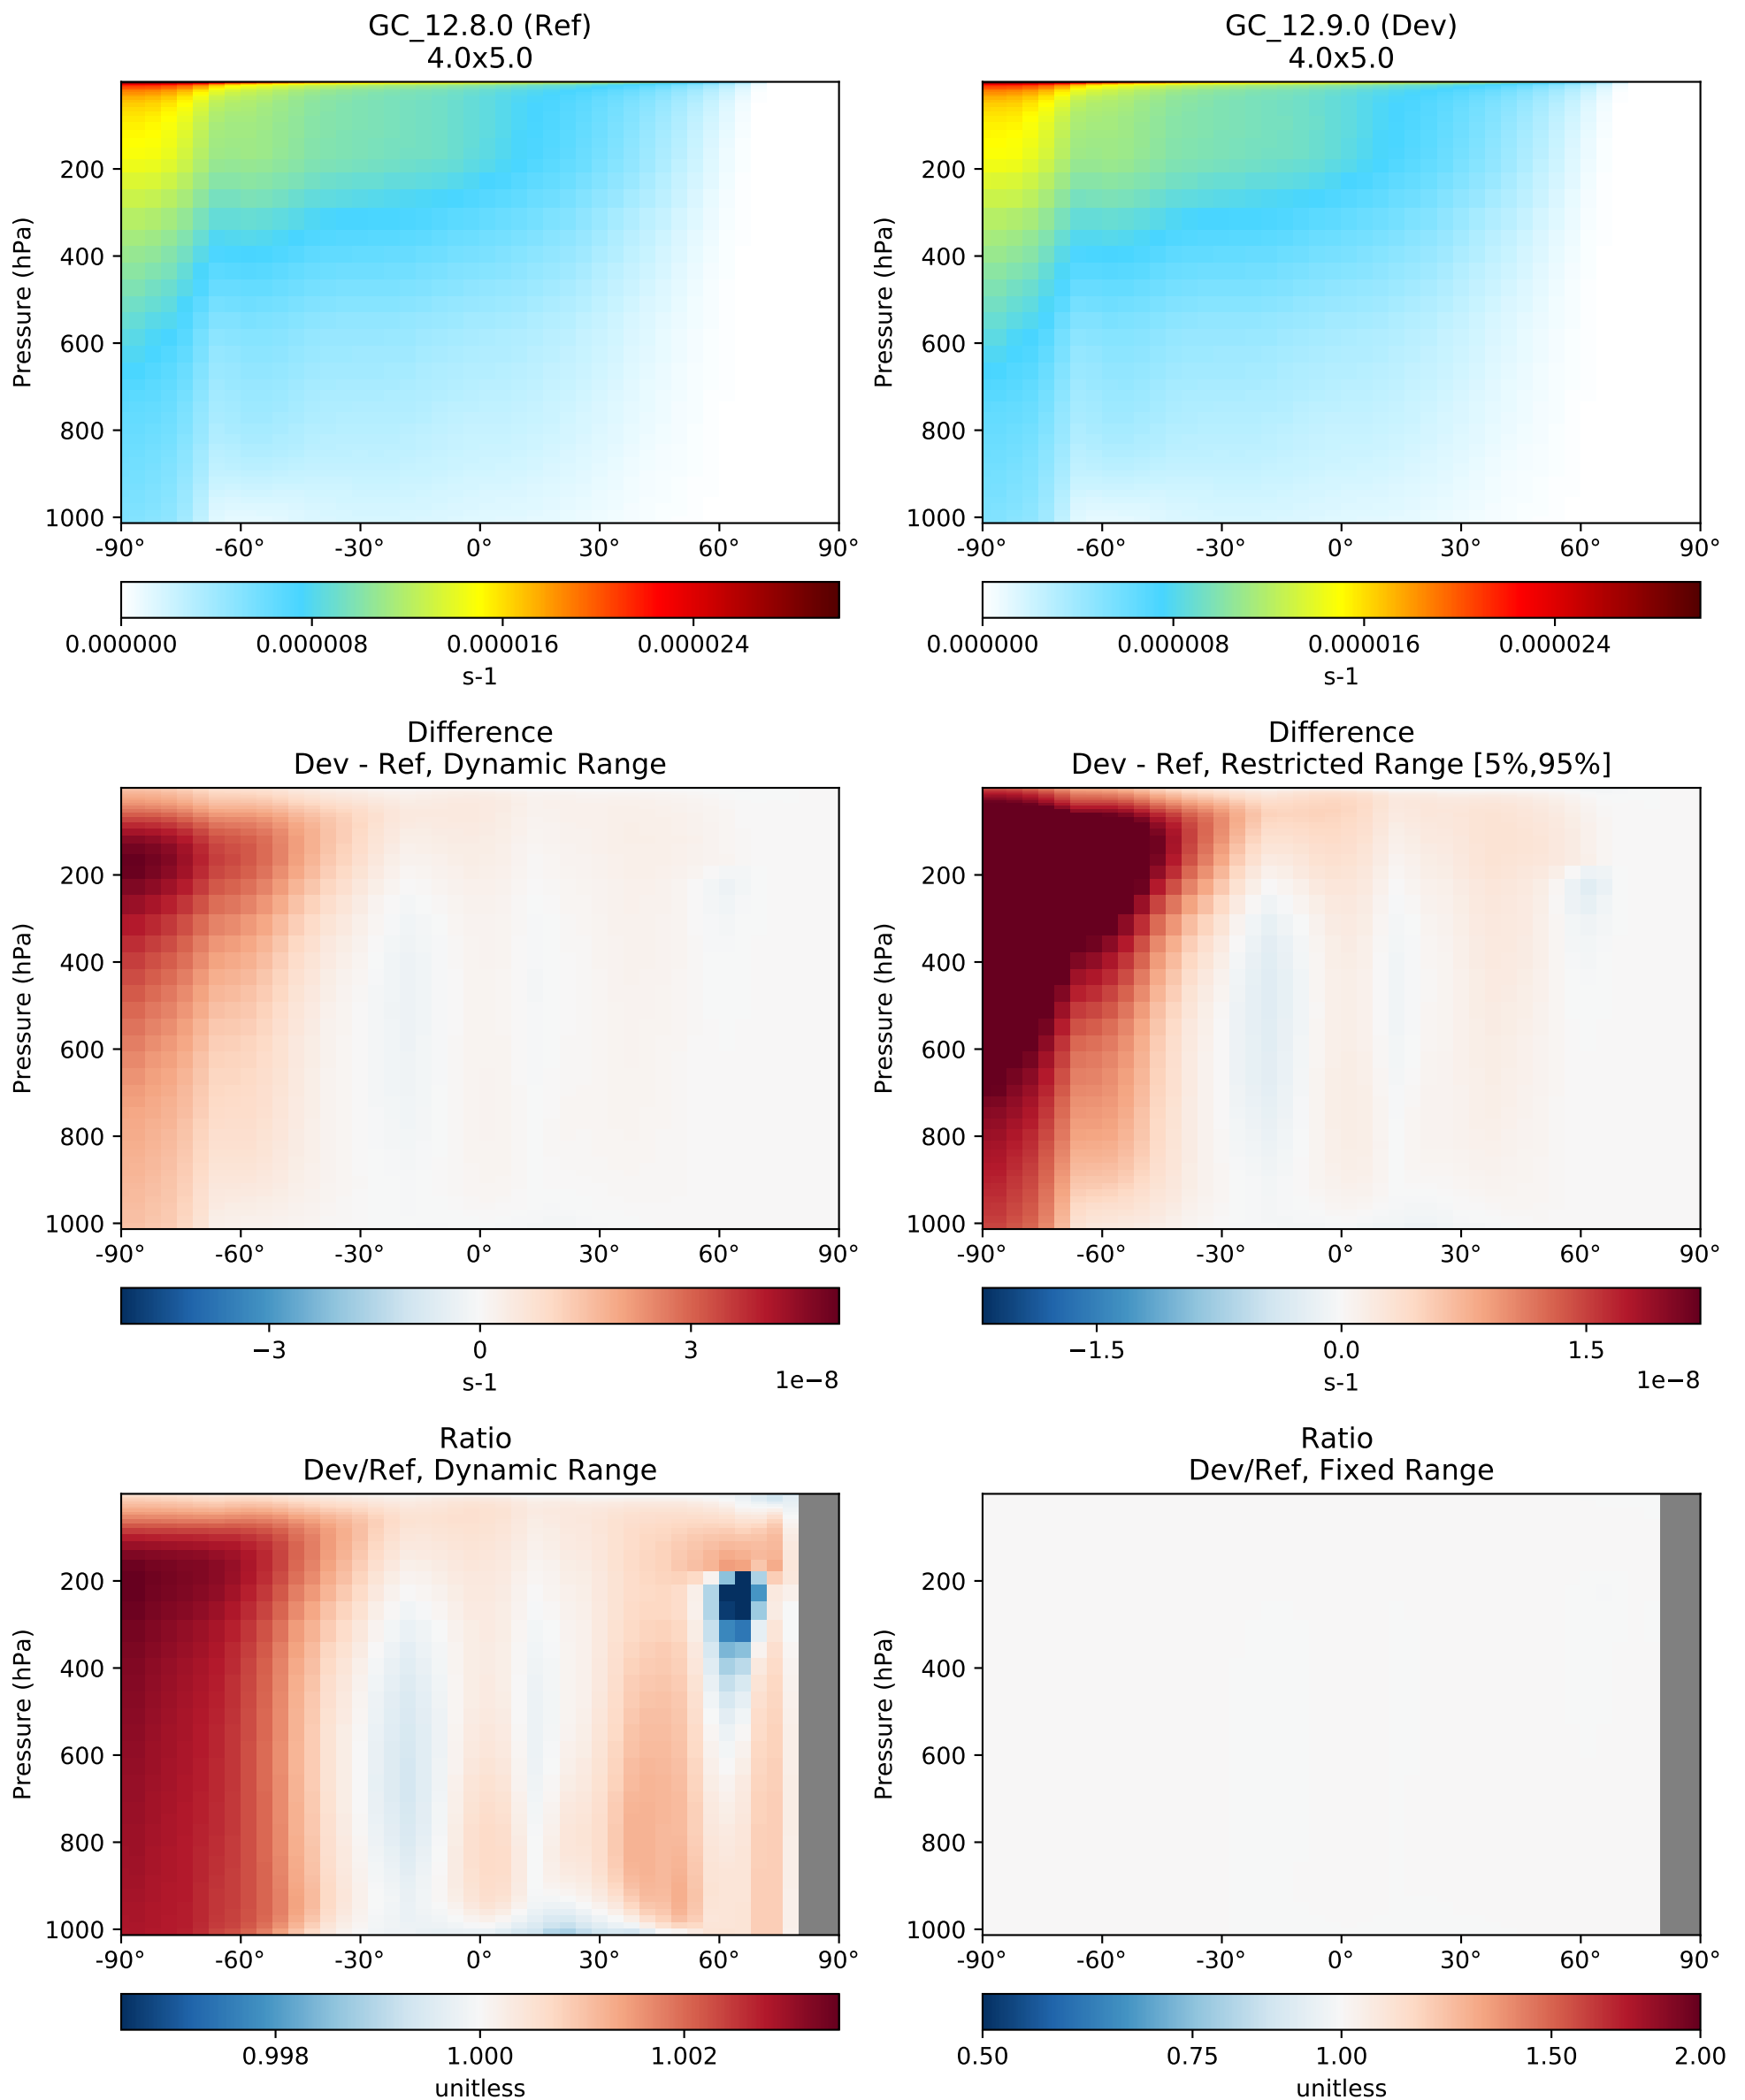 GC_12.8.0 (Ref)
4.0x5.0
Pressure (hPa)
200
400
600
800
1000
-90° -60° -30° 0° 30° 60° 90°
0.000000 0.000008 0.000016 0.000024
s-1
GC_12.9.0 (Dev)
4.0x5.0
Pressure (hPa)
200
400
600
800
1000
-90° -60° -30° 0° 30° 60° 90°
0.000000 0.000008 0.000016 0.000024
s-1
Difference
Dev - Ref, Dynamic Range
Pressure (hPa)
200
400
600
800
1000
-90° -60° -30° 0° 30° 60° 90°
−3 0 3
s-1
1e−8
Difference
Dev - Ref, Restricted Range [5%,95%]
Pressure (hPa)
200
400
600
800
1000
-90° -60° -30° 0° 30° 60° 90°
−1.5 0.0 1.5
s-1
1e−8
Ratio
Dev/Ref, Dynamic Range
Pressure (hPa)
200
400
600
800
1000
-90° -60° -30° 0° 30° 60° 90°
0.998 1.000 1.002
unitless
Ratio
Dev/Ref, Fixed Range
Pressure (hPa)
200
400
600
800
1000
-90° -60° -30° 0° 30° 60° 90°
0.50 0.75 1.00 1.50 2.00
unitless